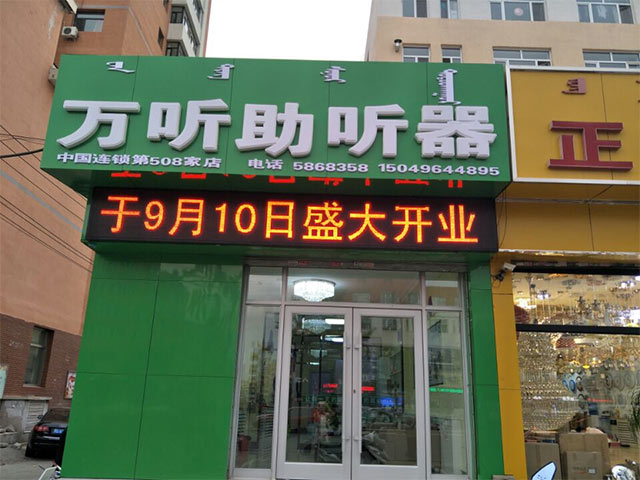 万听助听器
中国连锁第508家店 电话 5868358 15049644895
于9月10日盛大开业
正